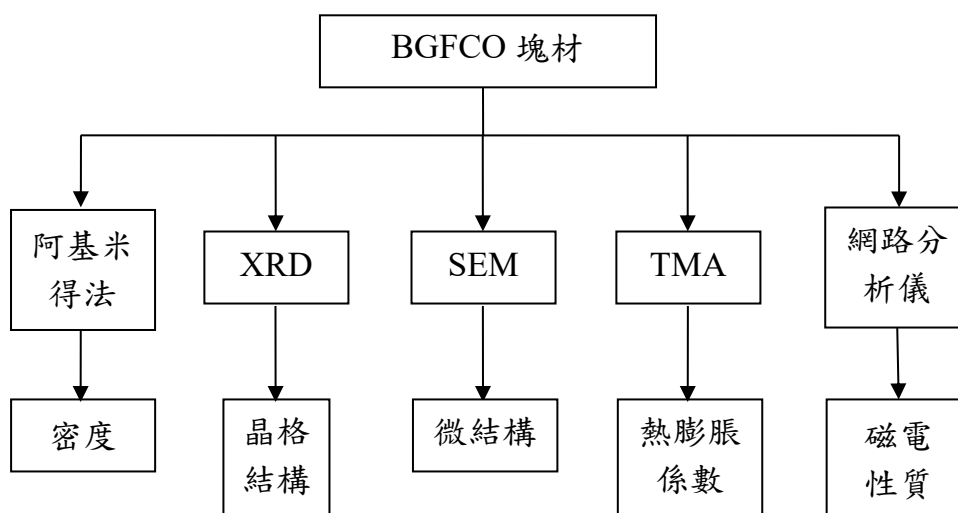 BGFCO 塊材
阿基米
得法
XRD
SEM
TMA
網路分
析儀
密度
晶格
結構
微結構
熱膨脹
係數
磁電
性質